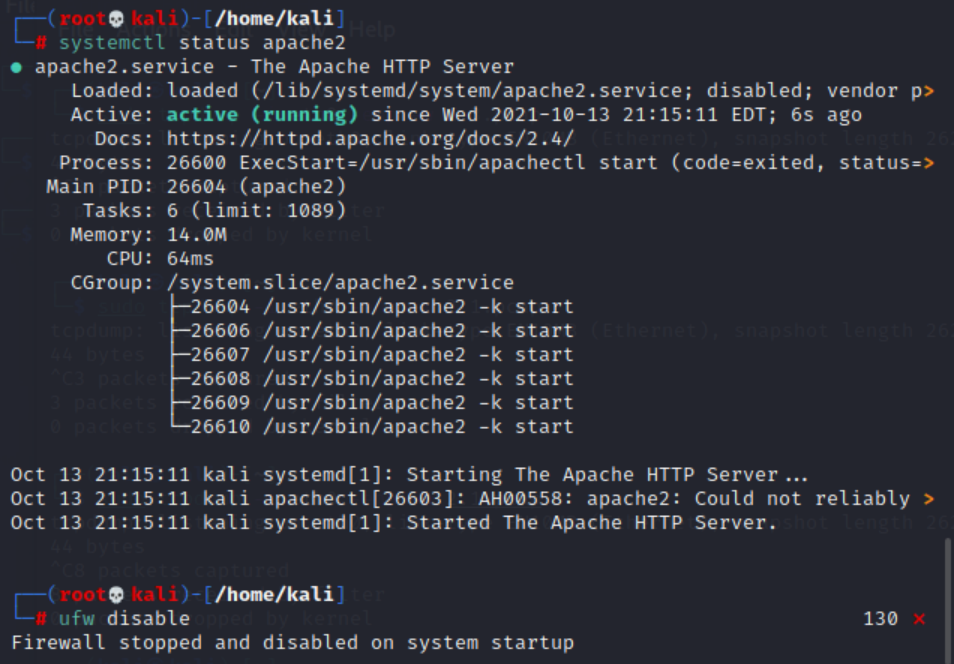 ┌──(root💀kali)-[/home/kali]
└─# systemctl status apache2
● apache2.service - The Apache HTTP Server
     Loaded: loaded (/lib/systemd/system/apache2.service; disabled; vendor p>
     Active: active (running) since Wed 2021-10-13 21:15:11 EDT; 6s ago
       Docs: https://httpd.apache.org/docs/2.4/
    Process: 26600 ExecStart=/usr/sbin/apachectl start (code=exited, status=>
   Main PID: 26604 (apache2)
      Tasks: 6 (limit: 1089)
     Memory: 14.0M
        CPU: 64ms
     CGroup: /system.slice/apache2.service
             ├─26604 /usr/sbin/apache2 -k start
             ├─26606 /usr/sbin/apache2 -k start
             ├─26607 /usr/sbin/apache2 -k start
             ├─26608 /usr/sbin/apache2 -k start
             ├─26609 /usr/sbin/apache2 -k start
             └─26610 /usr/sbin/apache2 -k start
Oct 13 21:15:11 kali systemd[1]: Starting The Apache HTTP Server...
Oct 13 21:15:11 kali apachectl[26603]: AH00558: apache2: Could not reliably >
Oct 13 21:15:11 kali systemd[1]: Started The Apache HTTP Server.
┌──(root💀kali)-[/home/kali]
└─# ufw disable 130 ⨯
Firewall stopped and disabled on system startup